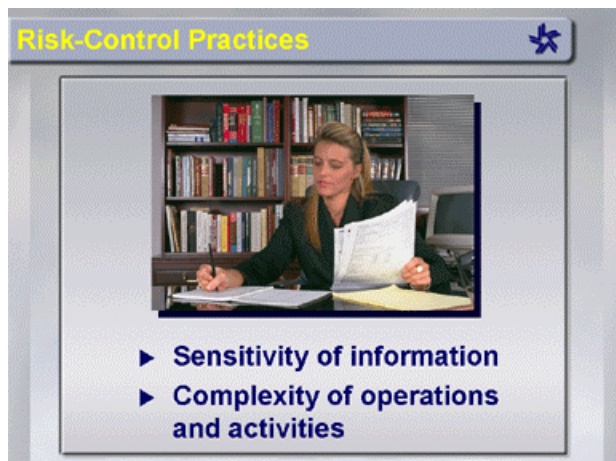 Risk-Control Practices
Sensitivity of information
Complexity of operations
and activities